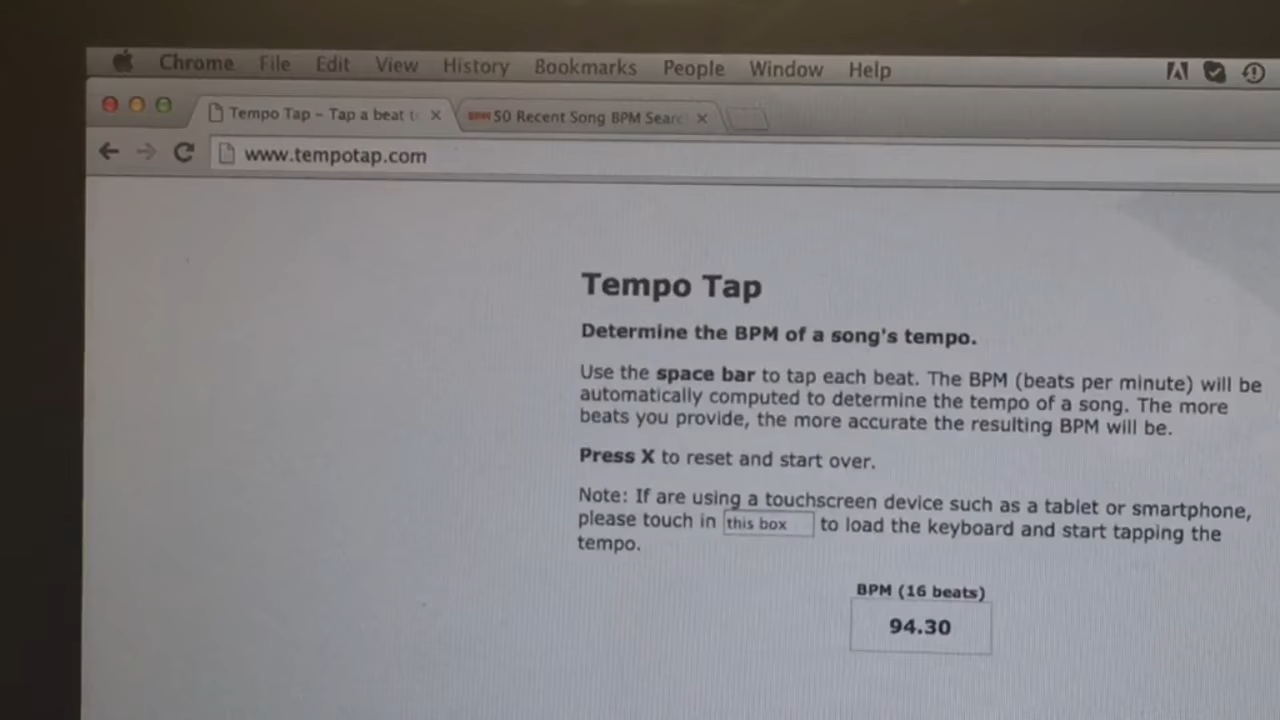 Chrome File Edit View History Bookmarks People Window Help
Tempo Tap – Tap a beat t
50 Recent Song BPM Searc
www.tempotap.com
Tempo Tap
Determine the BPM of a song's tempo.
Use the space bar to tap each beat. The BPM (beats per minute) will be
automatically computed to determine the tempo of a song. The more
beats you provide, the more accurate the resulting BPM will be.
Press X to reset and start over.
Note: If are using a touchscreen device such as a tablet or smartphone,
please touch in this box to load the keyboard and start tapping the
tempo.
BPM (16 beats)
94.30